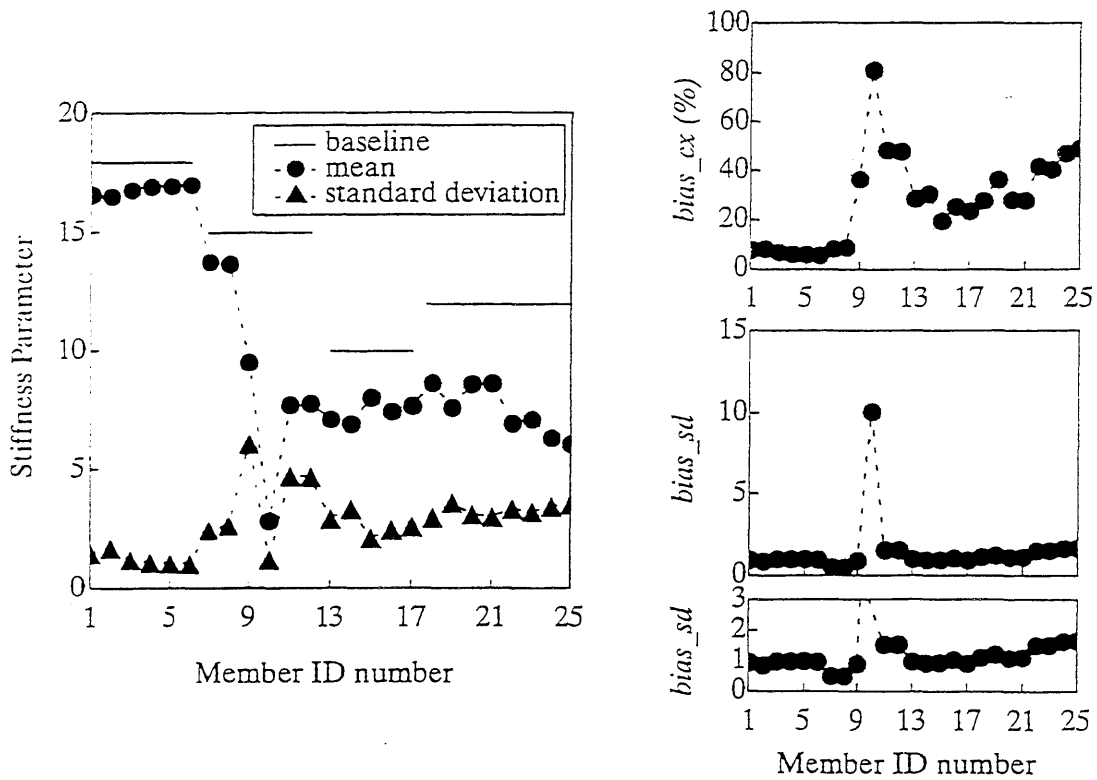 20
15
10
5
0
Stiffness Parameter
baseline
mean
standard deviation
1 5 9 13 17 21 25
Member ID number
100
80
60
40
20
0
bias_cx (%)
1 5 9 13 17 21 25
15
10
5
0
bias_sd
3
2
1
0
bias_sd
1 5 9 13 17 21 25
Member ID number